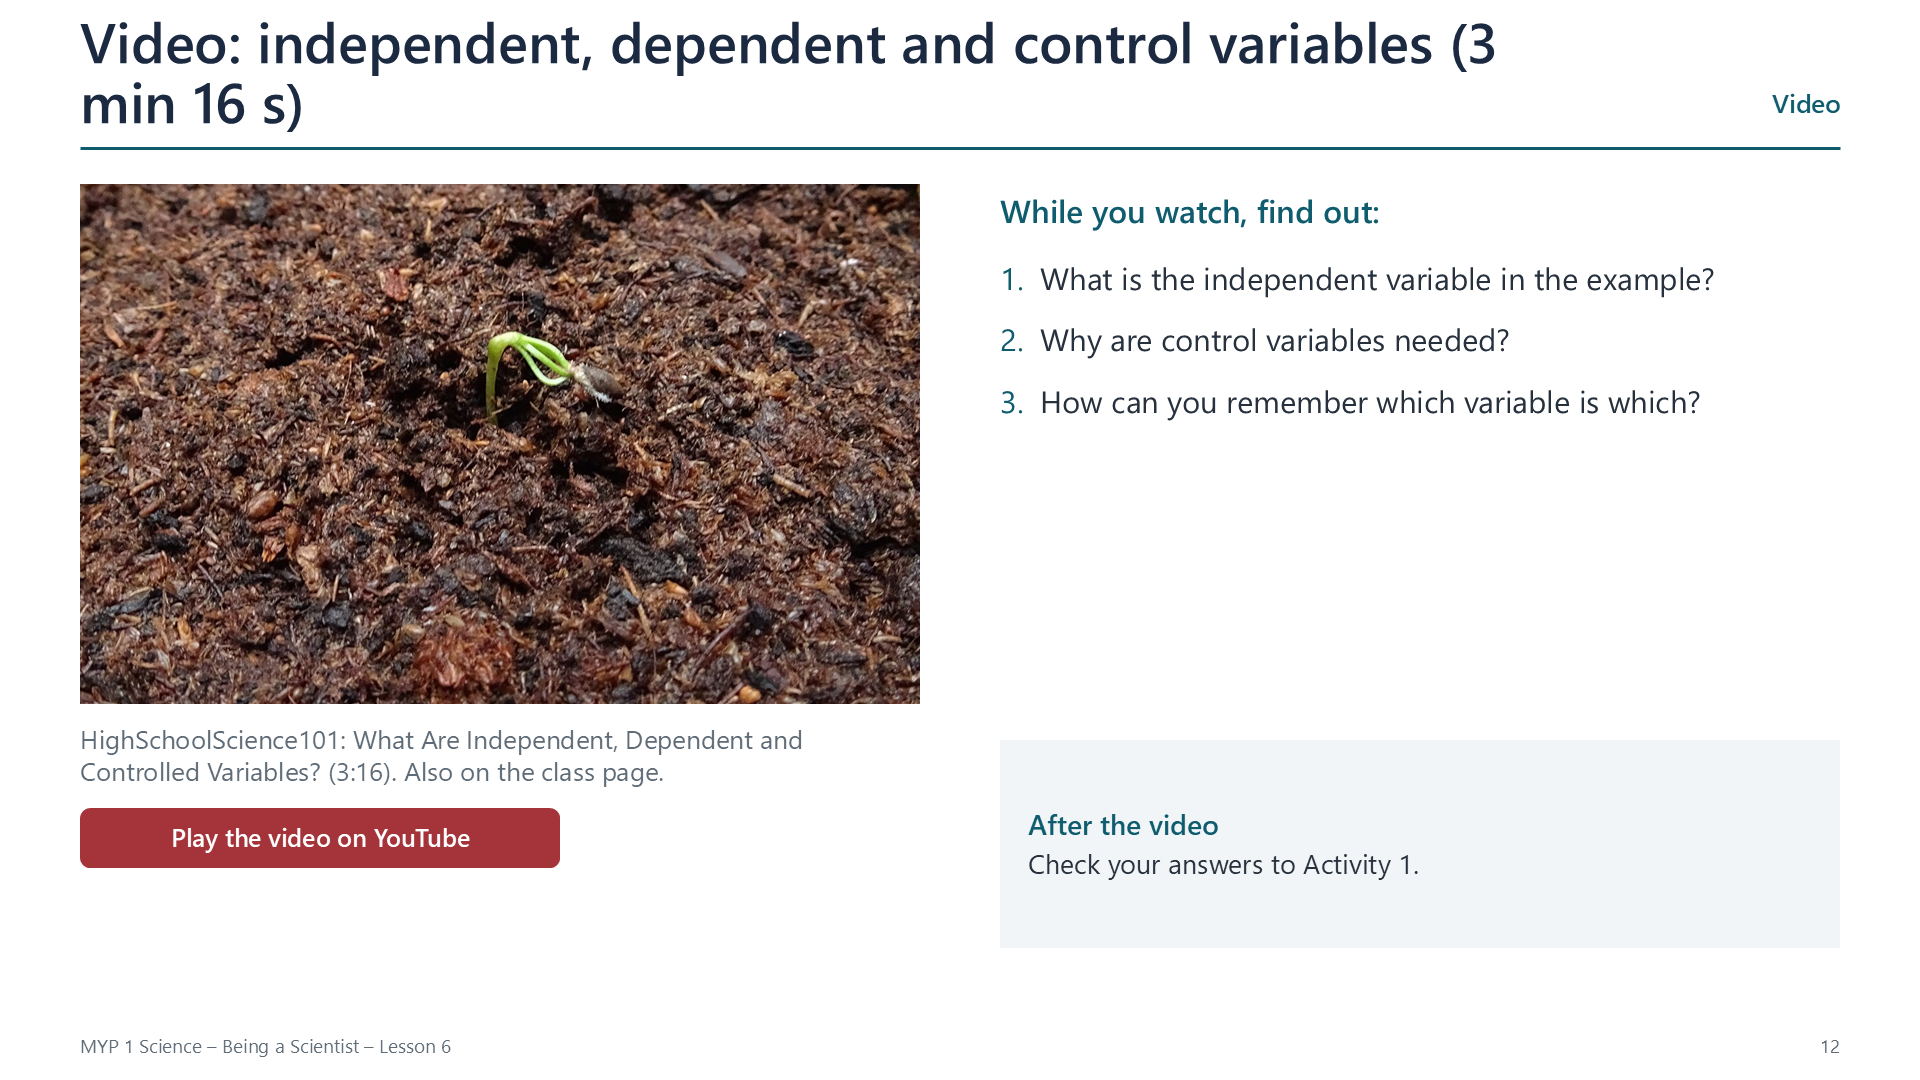 Video: independent, dependent and control variables (3
min 16 s)
Video
While you watch, find out:
1. What is the independent variable in the example?
2. Why are control variables needed?
3. How can you remember which variable is which?
HighSchoolScience101: What Are Independent, Dependent and
Controlled Variables? (3:16). Also on the class page.
Play the video on YouTube
After the video
Check your answers to Activity 1.
MYP 1 Science – Being a Scientist – Lesson 6
12